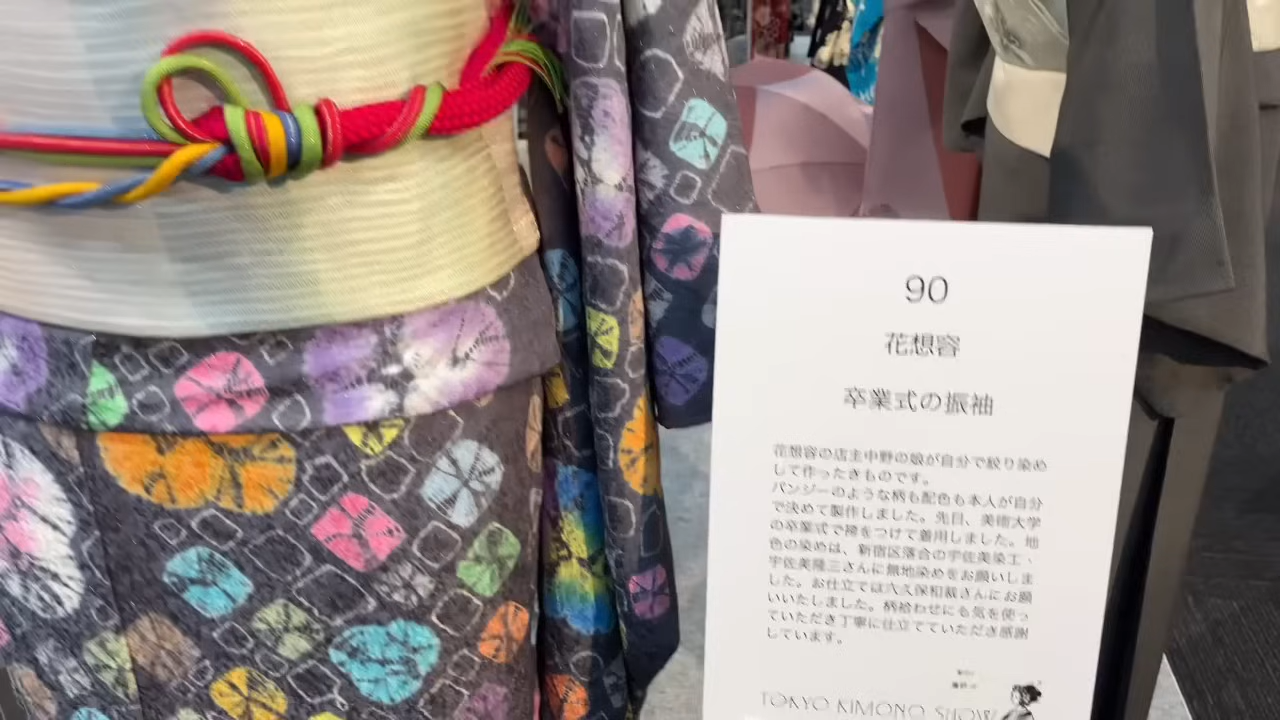 90
花想容
卒業式の振袖
花想容の店主中野の娘が自分で絞り染め
して作ったきものです。
パンジーのような柄も配色も本人が自分
で決めて製作しました。先日、美術大学
の卒業式で袴をつけて着用しました。地
色の染めは、新宿区落合の宇佐美染工・
宇佐美隆三さんに無地染めをお願いしま
した。お仕立ては八久保和裁さんにお願
いいたしました。柄拾わせにも気を使っ
ていただき丁寧に仕立てていただき感謝
しています。
TOKYO KIMONO SHOW